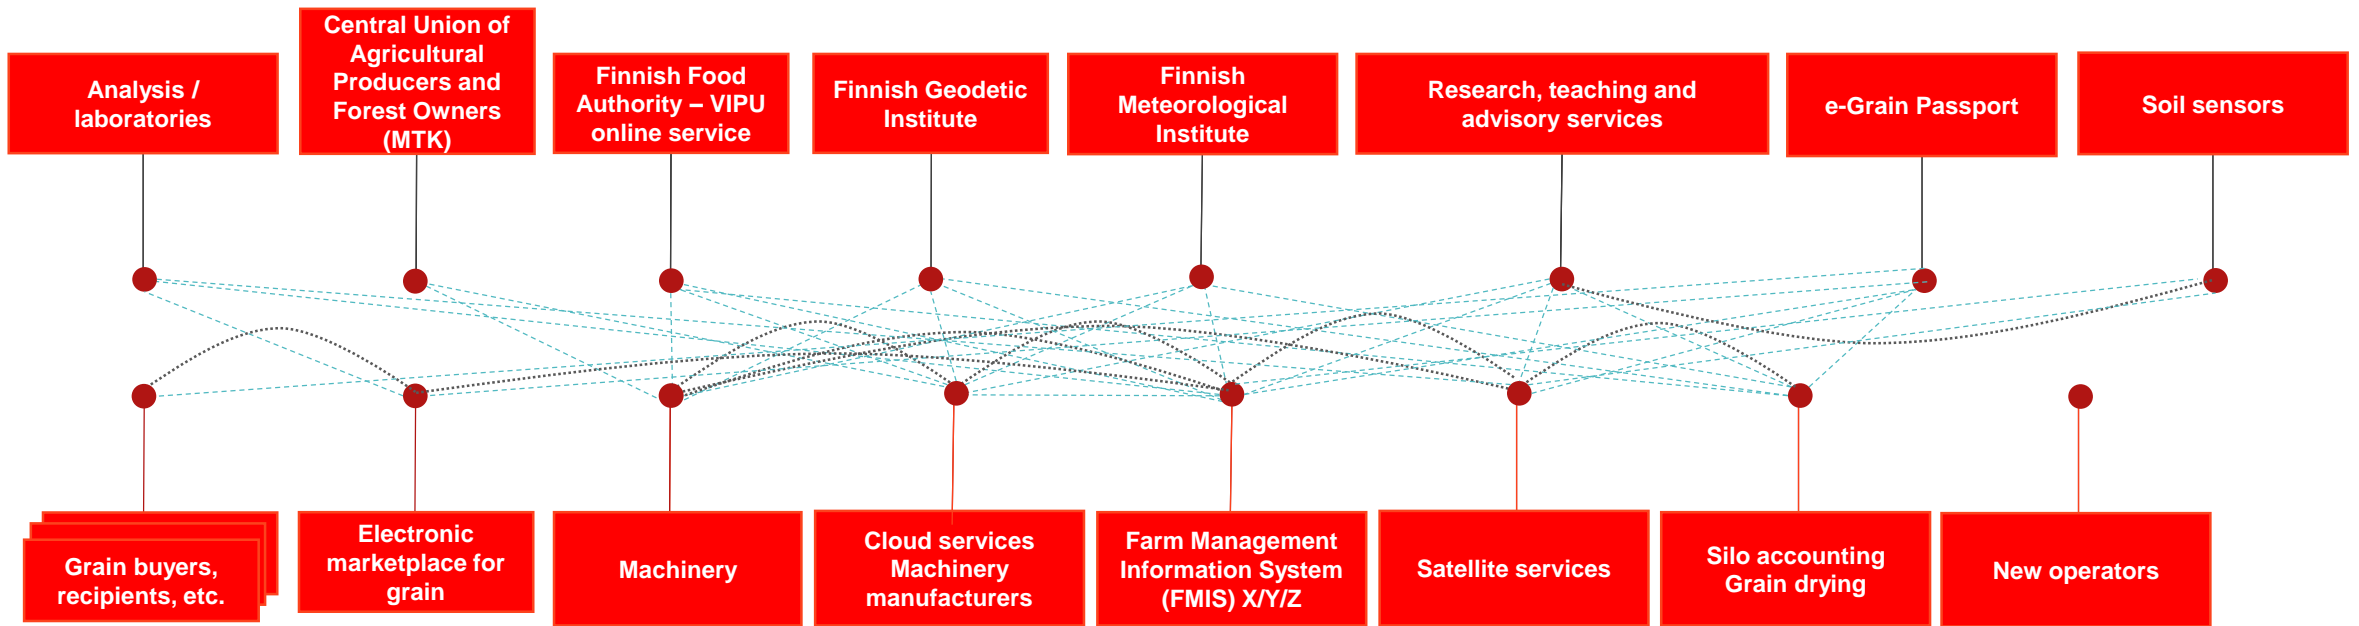 Analysis /
laboratories
Central Union of
Agricultural
Producers and
Forest Owners
(MTK)
Finnish Food
Authority – VIPU
online service
Finnish Geodetic
Institute
Finnish
Meteorological
Institute
Research, teaching and
advisory services
e-Grain Passport
Soil sensors
Grain buyers,
recipients, etc.
Electronic
marketplace for
grain
Machinery
Cloud services
Machinery
manufacturers
Farm Management
Information System
(FMIS) X/Y/Z
Satellite services
Silo accounting
Grain drying
New operators